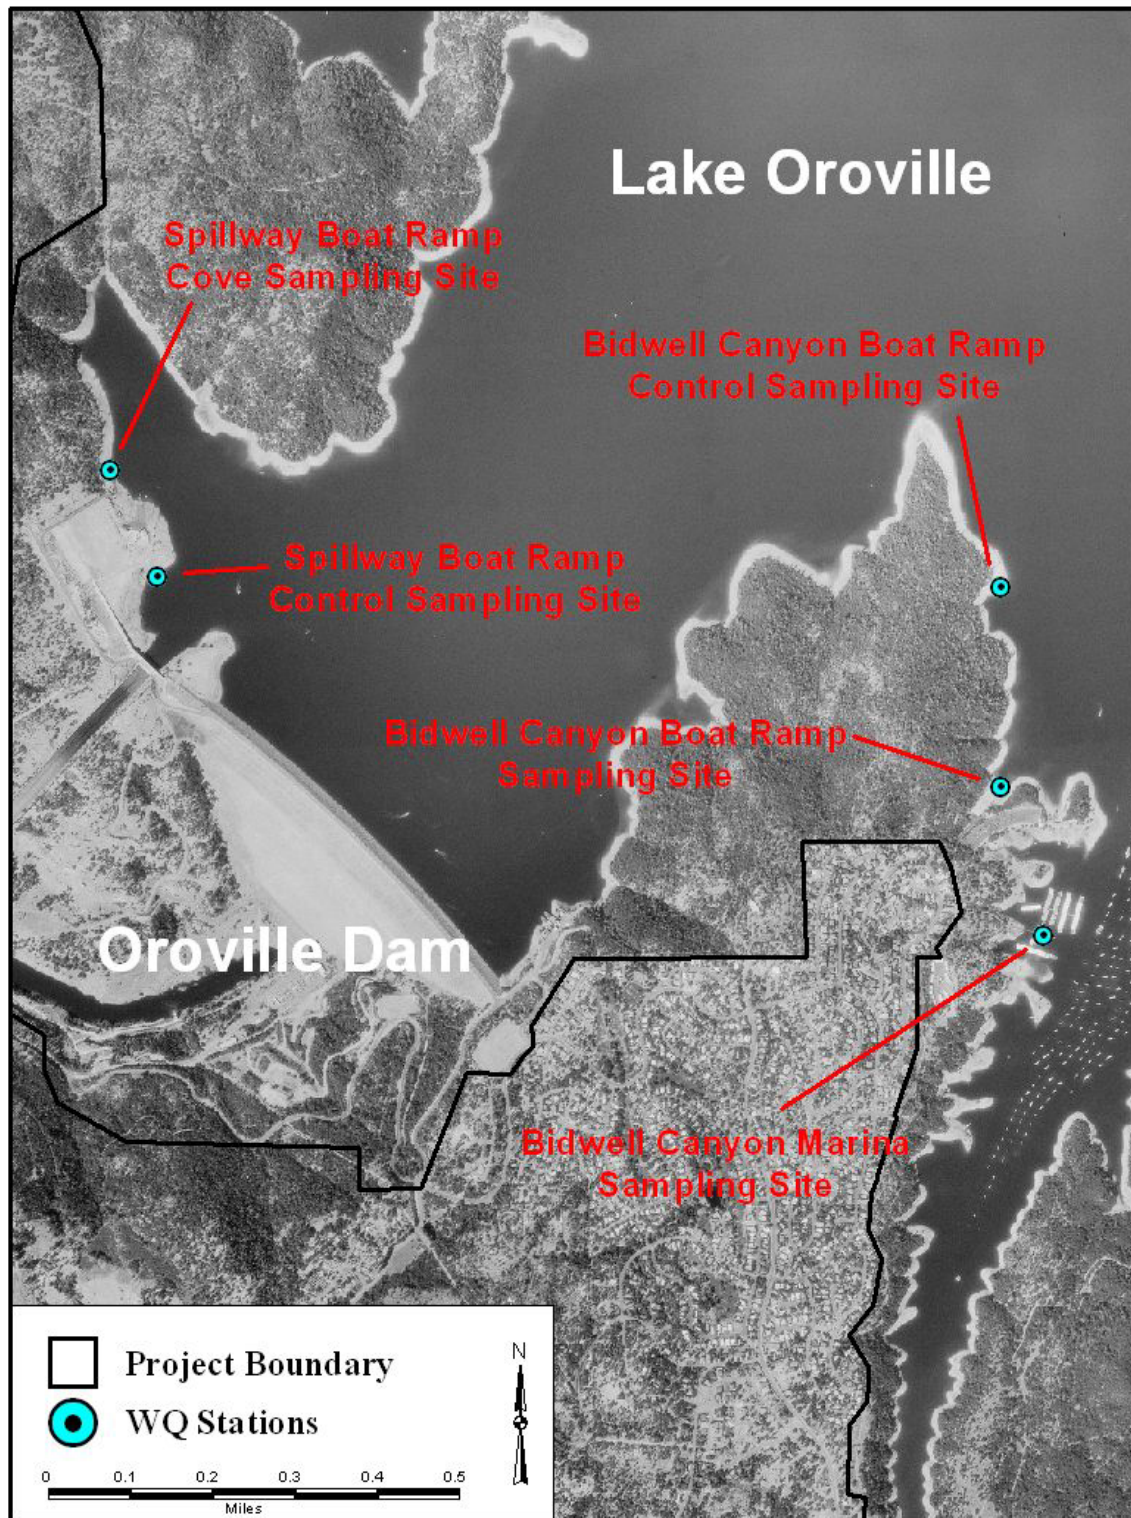 Lake Oroville
Spillway Boat Ramp
Cove Sampling Site
Bidwell Canyon Boat Ramp
Control Sampling Site
Spillway Boat Ramp
Control Sampling Site
Bidwell Canyon Boat Ramp
Sampling Site
Oroville Dam
Bidwell Canyon Marina
Sampling Site
Project Boundary
WQ Stations
N
0 0.1 0.2 0.3 0.4 0.5
Miles